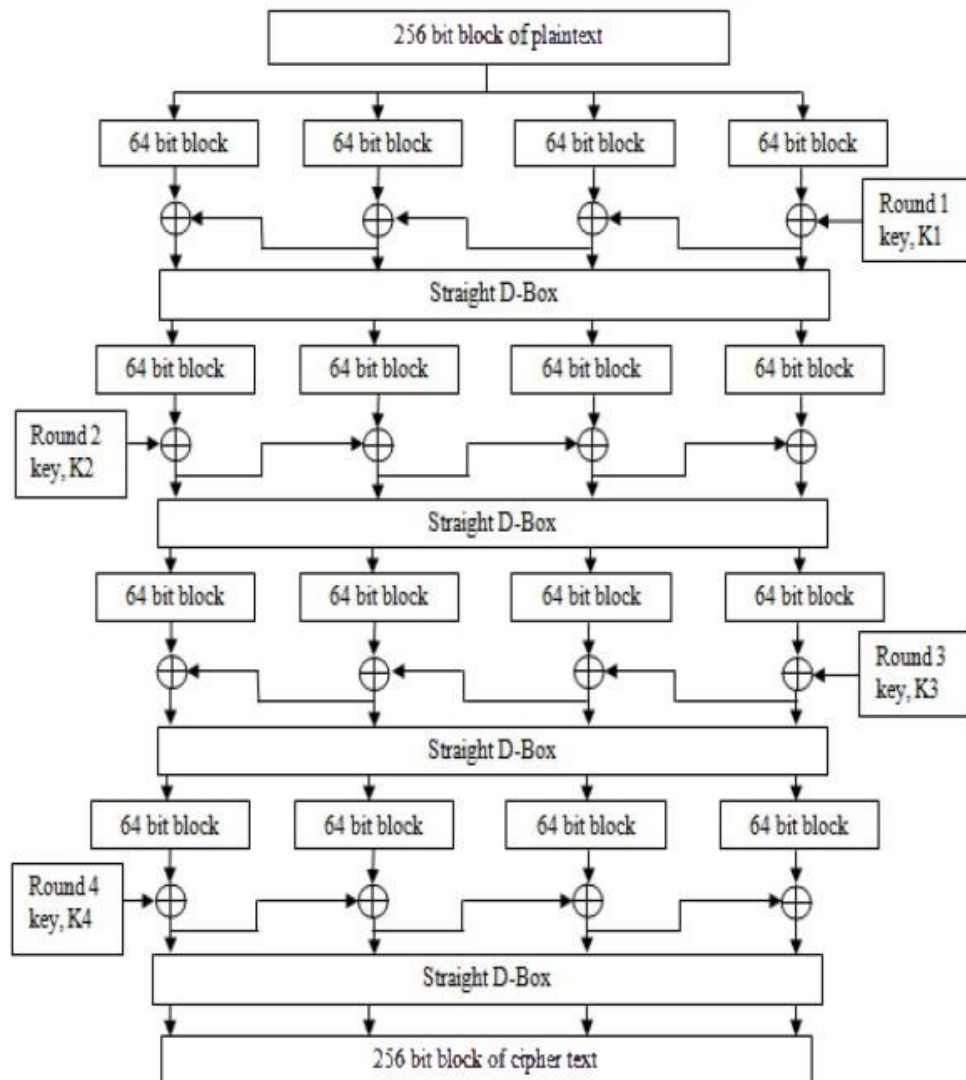 256 bit block of plaintext
64 bit block
64 bit block
64 bit block
64 bit block
Round 1
key, K1
Straight D-Box
64 bit block
64 bit block
64 bit block
64 bit block
Round 2
key, K2
Straight D-Box
64 bit block
64 bit block
64 bit block
64 bit block
Round 3
key, K3
Straight D-Box
64 bit block
64 bit block
64 bit block
64 bit block
Round 4
key, K4
Straight D-Box
256 bit block of cipher text